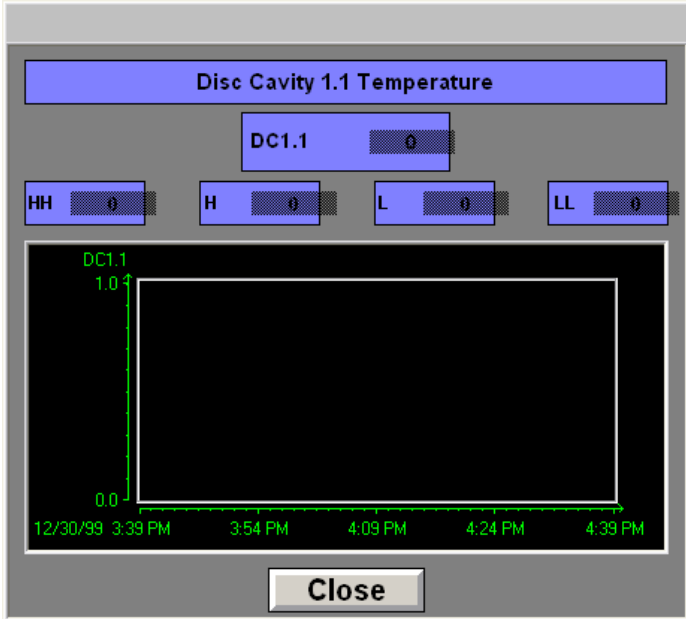 Disc Cavity 1.1 Temperature
DC1.1 0
HH 0 H 0 L 0 LL 0
DC1.1
1.0
0.0
12/30/99 3:39 PM 3:54 PM 4:09 PM 4:24 PM 4:39 PM
Close